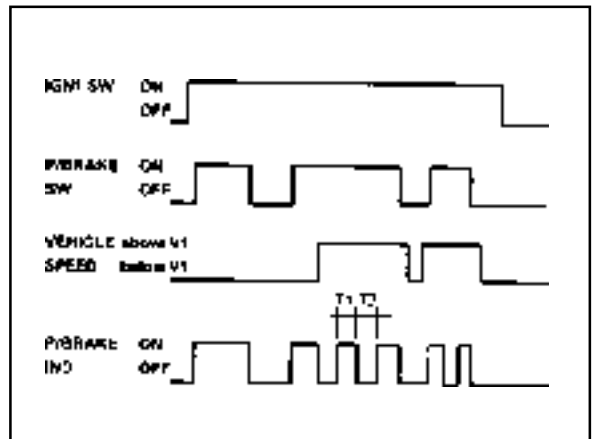 IGN1 SW ON
OFF
P/BRAKE ON
SW OFF
VEHICLE above V1
SPEED below V1
T1 T2
P/BRAKE ON
IND OFF